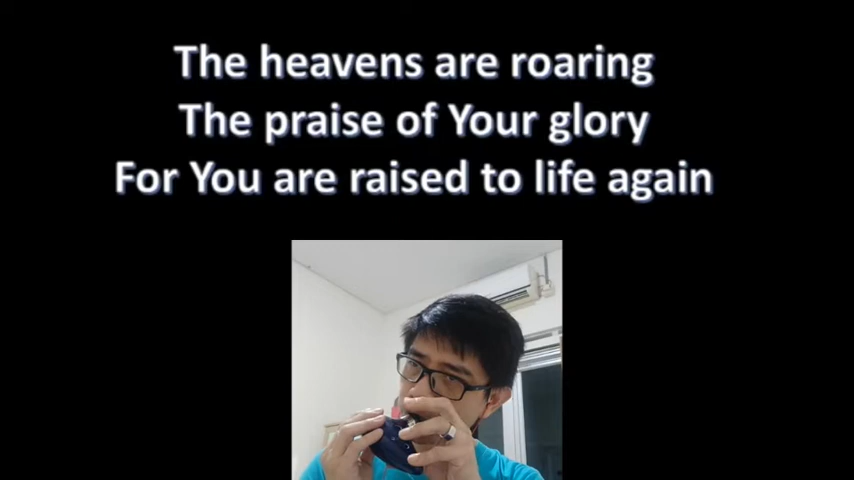 The heavens are roaring
The praise of Your glory
For You are raised to life again